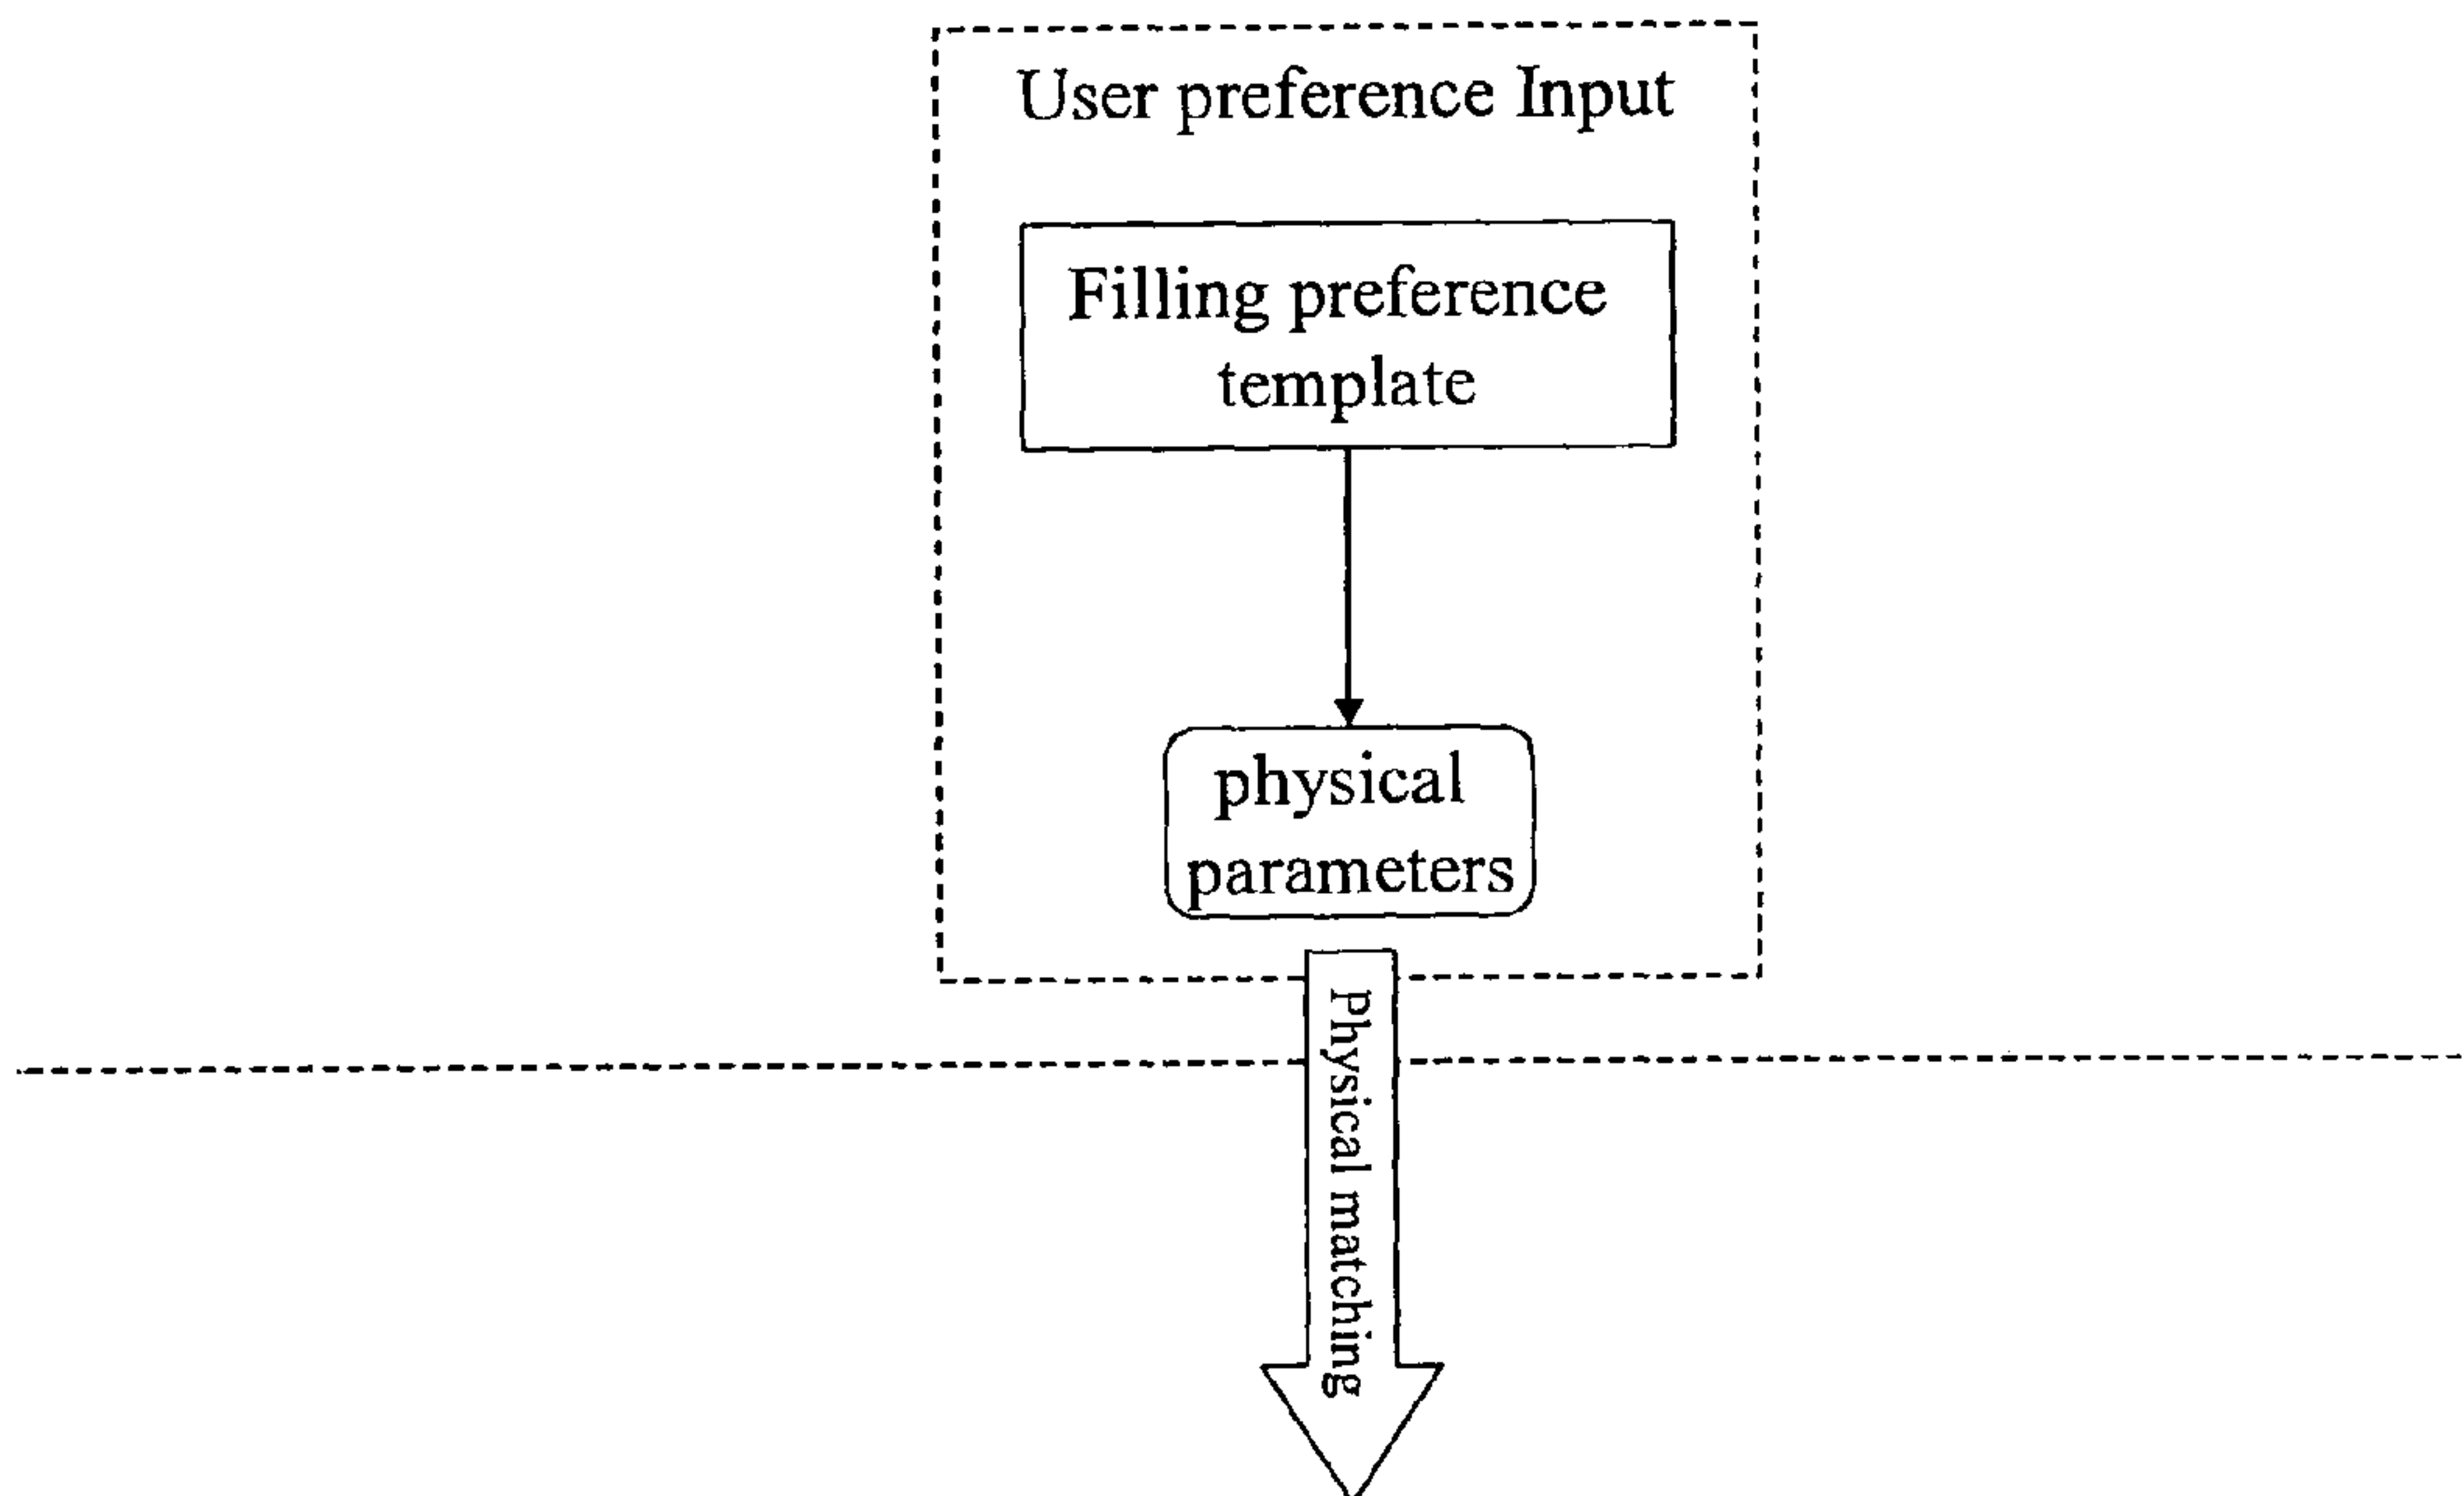 User preference Input
Filling preference
template
physical
parameters
Physical matching